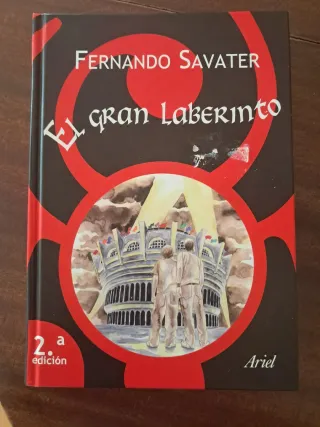 FERNANDO SAVATER
El gran laberinto
2.ª
edición
Ariel